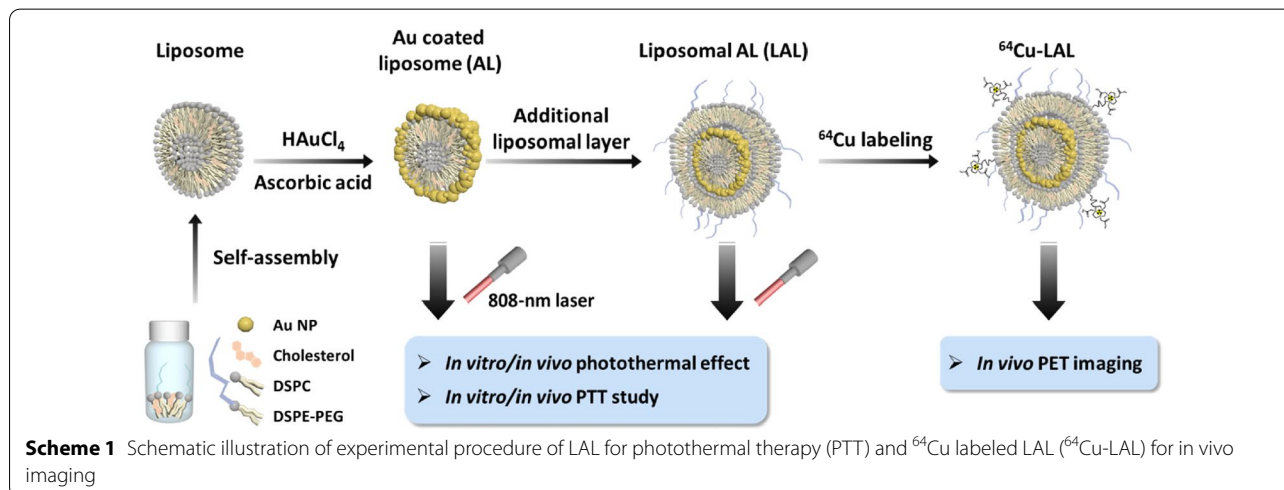 Liposome
Au coated
liposome (AL)
Liposomal AL (LAL)
⁶⁴Cu-LAL
HAuCl₄
Ascorbic acid
Additional
liposomal layer
⁶⁴Cu labeling
Self-assembly
808-nm laser
Au NP
Cholesterol
DSPC
DSPE-PEG
➢ In vitro/in vivo photothermal effect
➢ In vitro/in vivo PTT study
➢ In vivo PET imaging
Scheme 1 Schematic illustration of experimental procedure of LAL for photothermal therapy (PTT) and ⁶⁴Cu labeled LAL (⁶⁴Cu-LAL) for in vivo
imaging